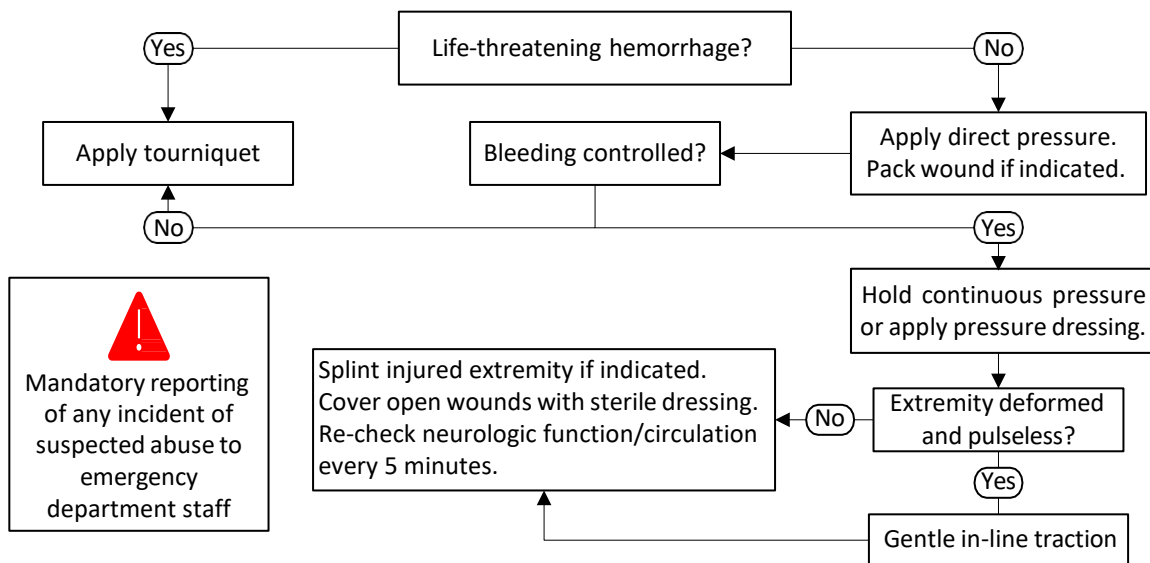 Life-threatening hemorrhage?
Yes
No
Apply tourniquet
Bleeding controlled?
Apply direct pressure.
Pack wound if indicated.
No
Yes
Hold continuous pressure
or apply pressure dressing.
!
Mandatory reporting
of any incident of
suspected abuse to
emergency
department staff
Splint injured extremity if indicated.
Cover open wounds with sterile dressing.
Re-check neurologic function/circulation
every 5 minutes.
No
Extremity deformed
and pulseless?
Yes
Gentle in-line traction